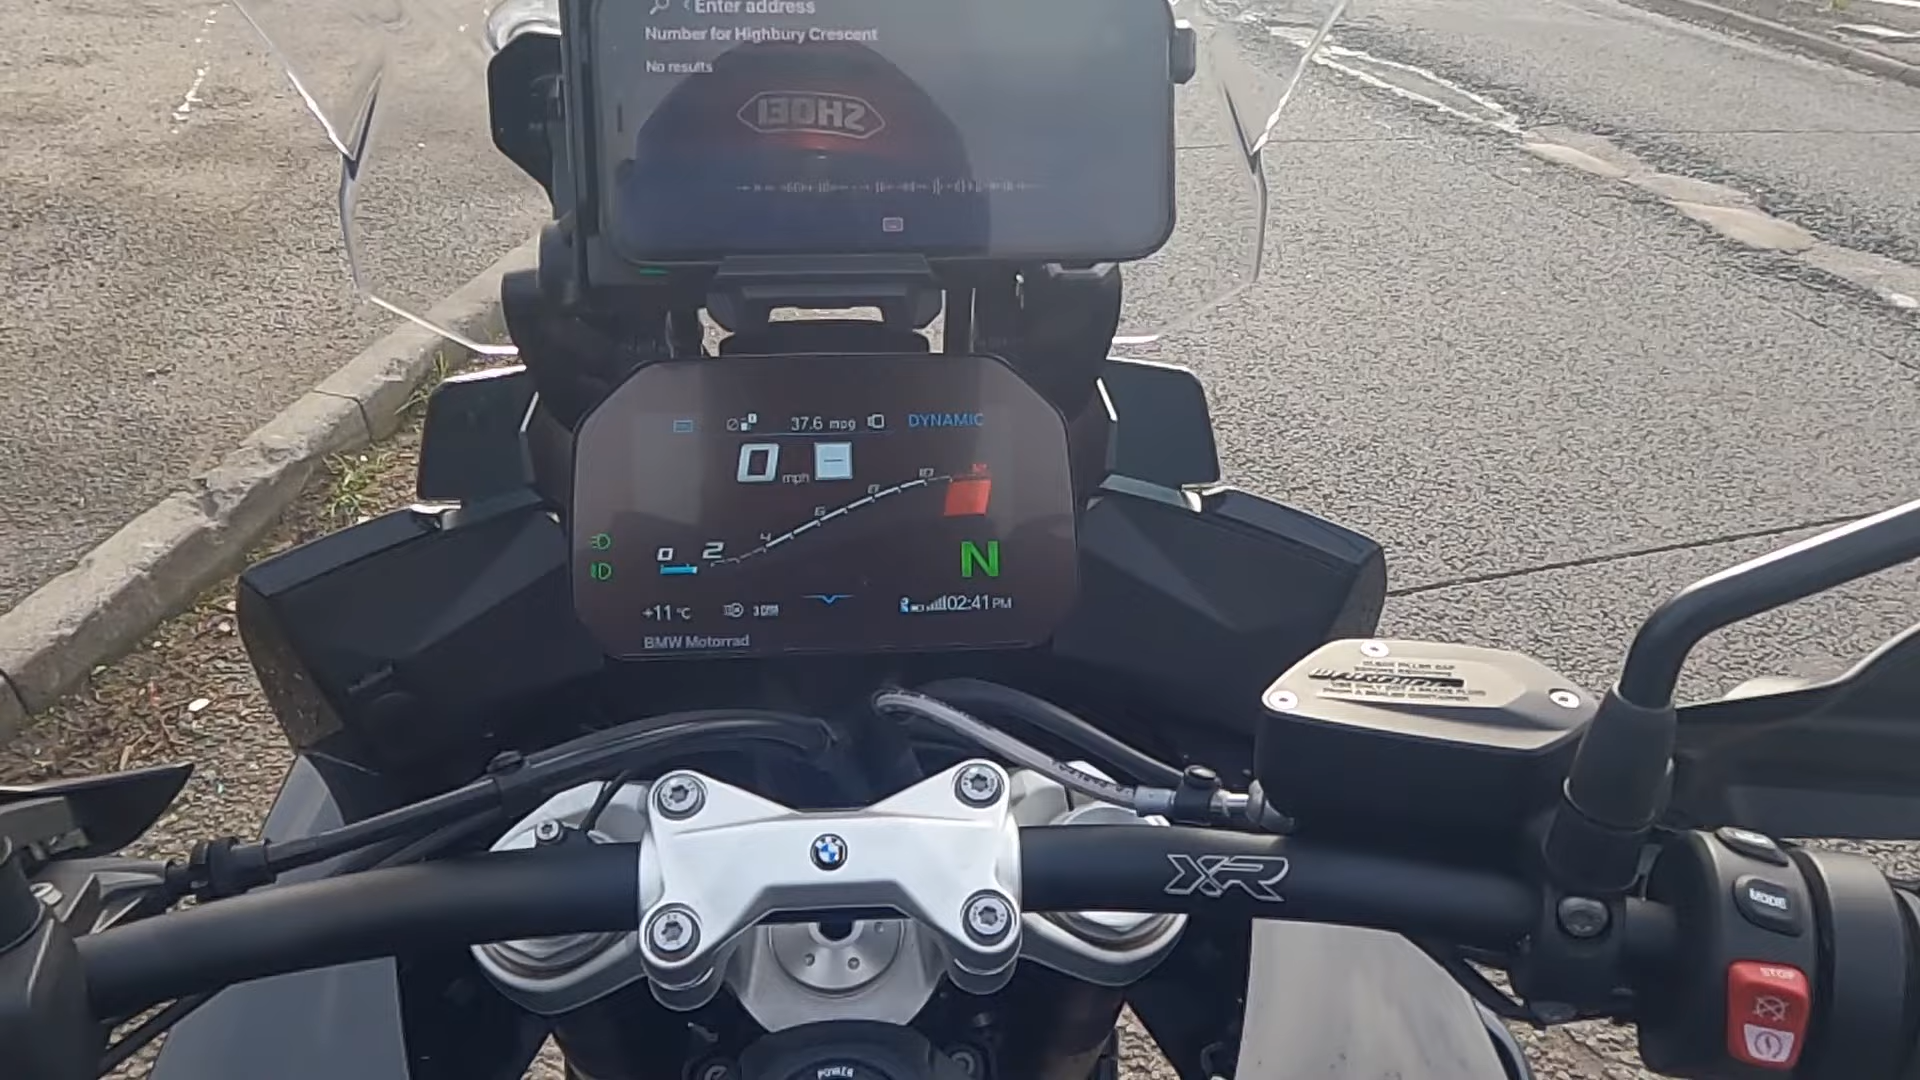 Enter address
Number for Highbury Crescent
No results
SHOEI
37.6 mpg
DYNAMIC
0 mph
0 2 4 6 8 10
N
+11 °C
02:41 PM
BMW Motorrad
XR
MODE
STOP
POWER